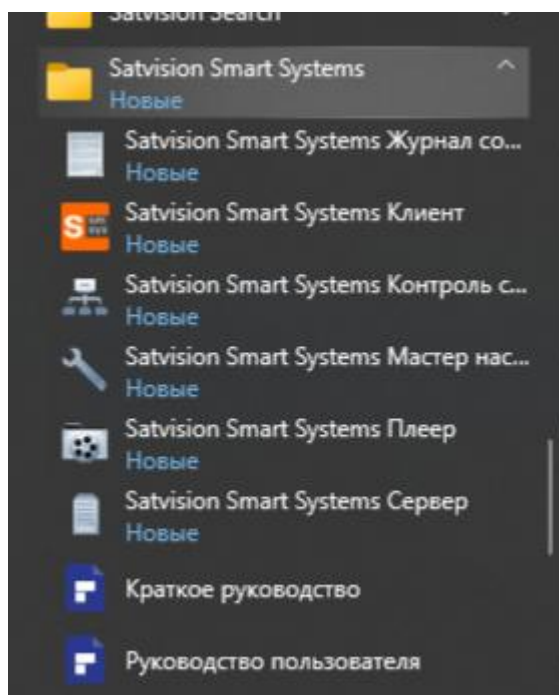 Satvision Search
Satvision Smart Systems
Новые
Satvision Smart Systems Журнал со...
Новые
Satvision Smart Systems Клиент
Новые
Satvision Smart Systems Контроль с...
Новые
Satvision Smart Systems Мастер нас...
Новые
Satvision Smart Systems Плеер
Новые
Satvision Smart Systems Сервер
Новые
Краткое руководство
Руководство пользователя